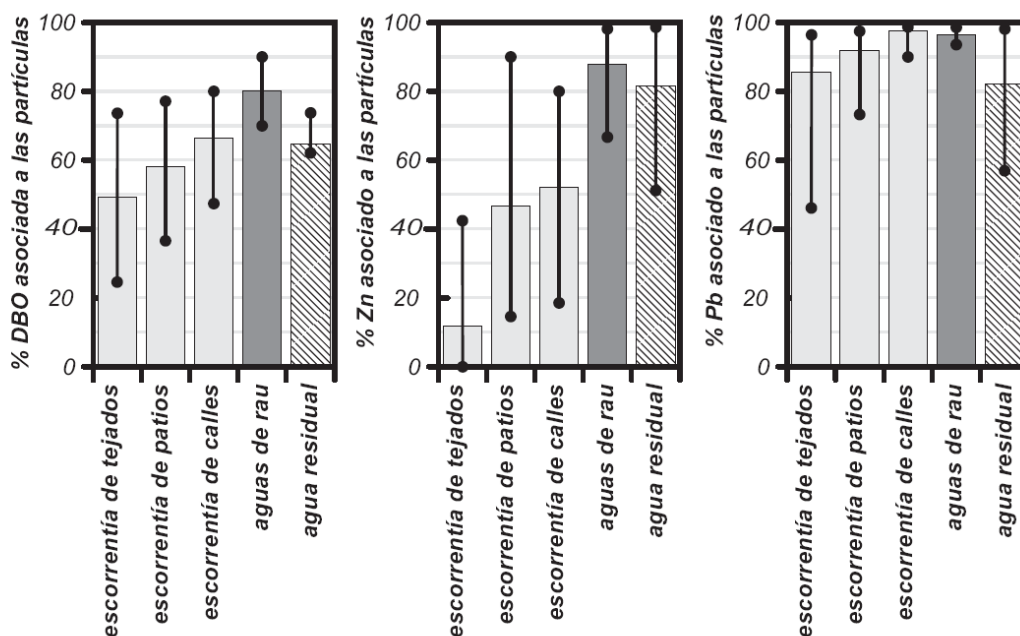 % DBO asociada a las partículas
100
80
60
40
20
0
escorrentía de tejados
escorrentía de patios
escorrentía de calles
aguas de rau
agua residual
% Zn asociado a las partículas
100
80
60
40
20
0
escorrentía de tejados
escorrentía de patios
escorrentía de calles
aguas de rau
agua residual
% Pb asociado a las partículas
100
80
60
40
20
0
escorrentía de tejados
escorrentía de patios
escorrentía de calles
aguas de rau
agua residual